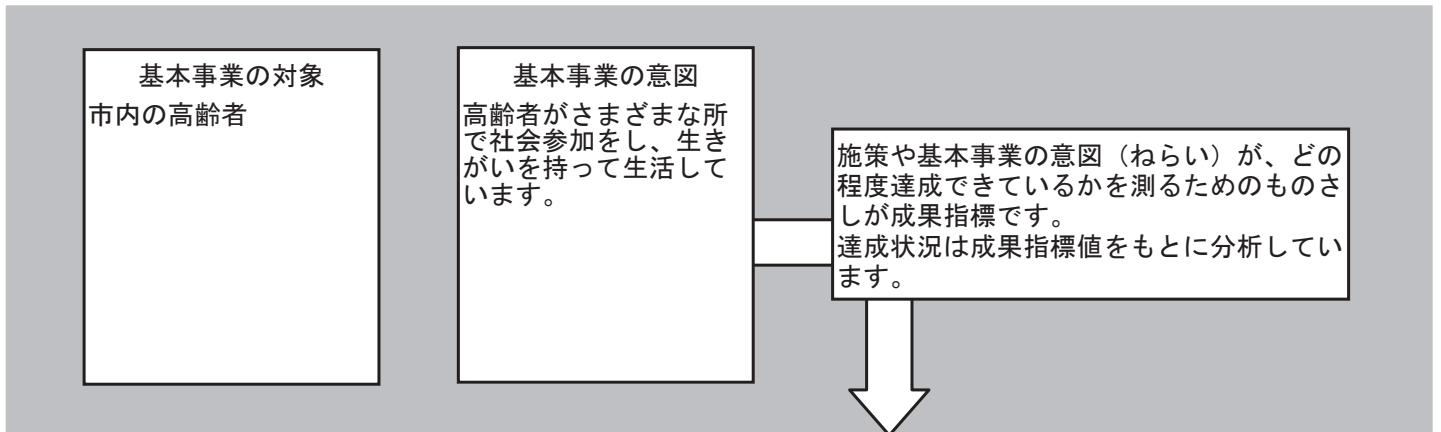 基本事業の対象
市内の高齢者
基本事業の意図
高齢者がさまざまな所
で社会参加をし、生き
がいを持って生活して
います。
施策や基本事業の意図（ねらい）が、どの
程度達成できているかを測るためのものさ
しが成果指標です。
達成状況は成果指標値をもとに分析してい
ます。